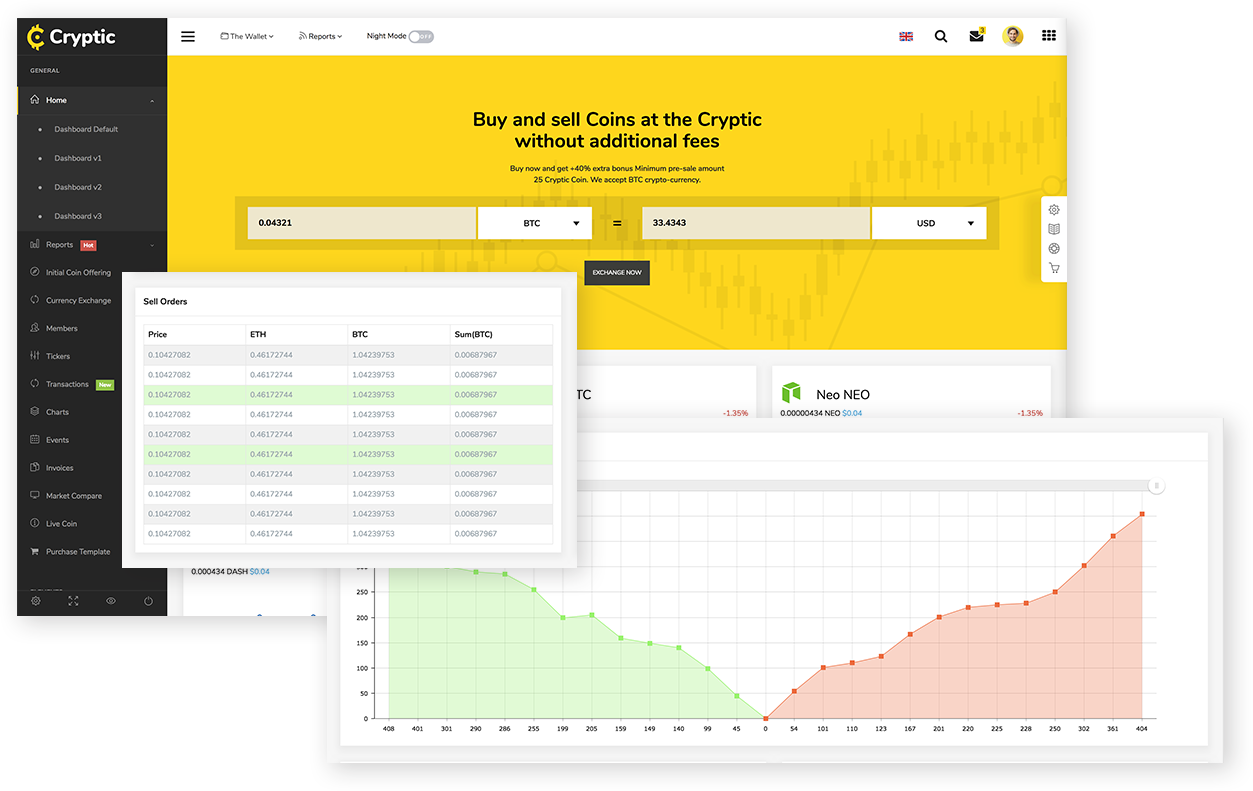 Cryptic
The Wallet
Reports
Night Mode
OFF
3
GENERAL
Home
Dashboard Default
Dashboard v1
Dashboard v2
Dashboard v3
Reports Hot
Initial Coin Offering
Currency Exchange
Members
Tickers
Transactions New
Charts
Events
Invoices
Market Compare
Live Coin
Purchase Template
Buy and sell Coins at the Cryptic
without additional fees
Buy now and get +40% extra bonus Minimum pre-sale amount
25 Cryptic Coin. We accept BTC crypto-currency.
0.04321 BTC = 33.4343 USD
EXCHANGE NOW
TC
-1.35%
Neo NEO
0.00000434 NEO $0.04
-1.35%
Sell Orders
Price ETH BTC Sum(BTC)
0.10427082 0.46172744 1.04239753 0.00687967
0.10427082 0.46172744 1.04239753 0.00687967
0.10427082 0.46172744 1.04239753 0.00687967
0.10427082 0.46172744 1.04239753 0.00687967
0.10427082 0.46172744 1.04239753 0.00687967
0.10427082 0.46172744 1.04239753 0.00687967
0.10427082 0.46172744 1.04239753 0.00687967
0.10427082 0.46172744 1.04239753 0.00687967
0.10427082 0.46172744 1.04239753 0.00687967
0.10427082 0.46172744 1.04239753 0.00687967
0.000434 DASH $0.04
250
200
150
100
50
0
408 401 301 290 286 255 199 205 159 149 140 99 45 0 54 101 110 123 167 201 220 225 228 250 302 361 404